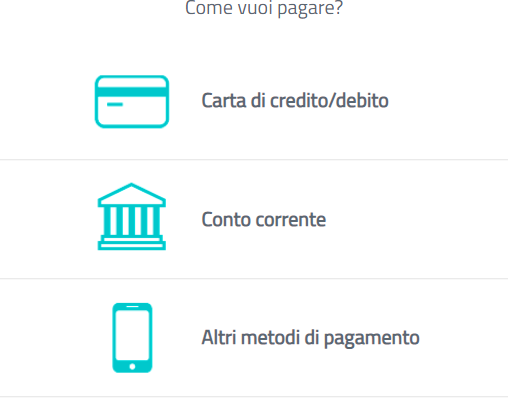 Come vuoi pagare?
Carta di credito/debito
Conto corrente
Altri metodi di pagamento